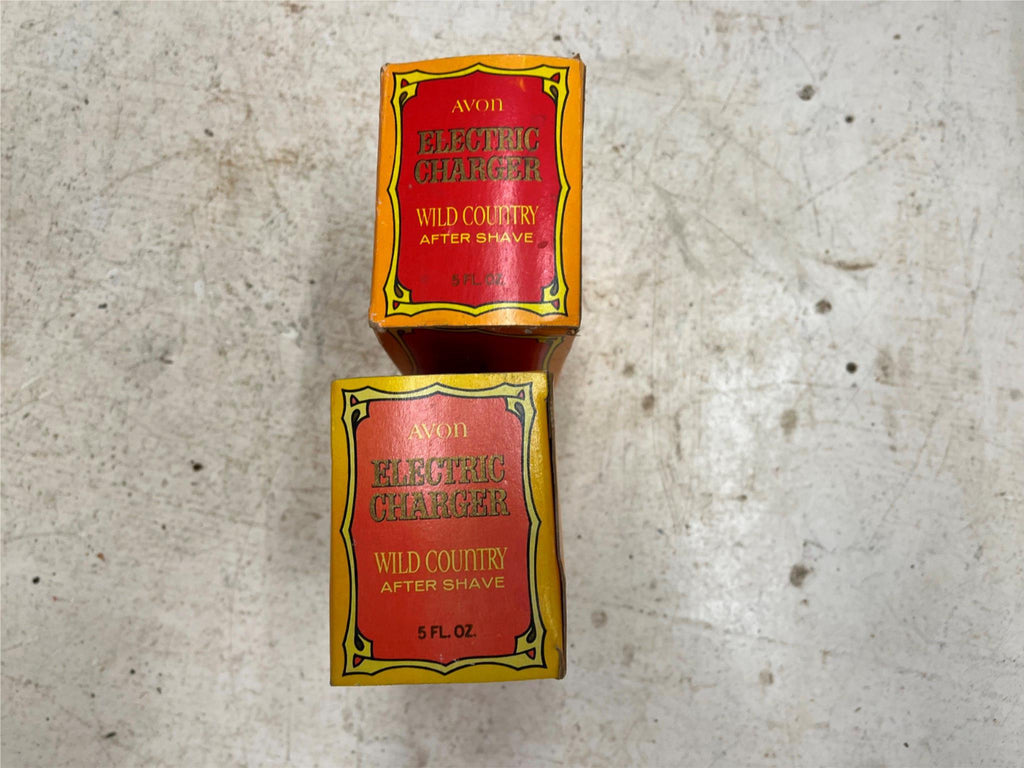 AVON
ELECTRIC
CHARGER
WILD COUNTRY
AFTER SHAVE
5 FL. OZ.
AVON
ELECTRIC
CHARGER
WILD COUNTRY
AFTER SHAVE
5 FL. OZ.